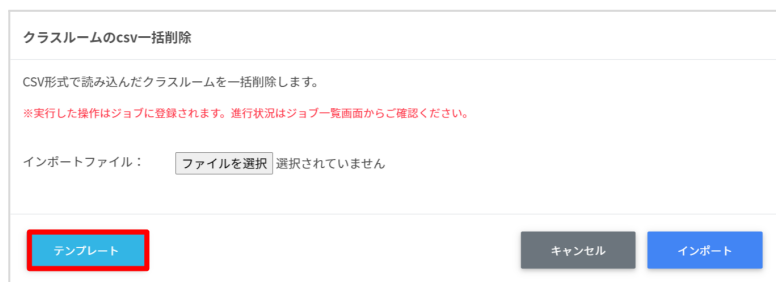 クラスルームのcsv一括削除
CSV形式で読み込んだクラスルームを一括削除します。
※実行した操作はジョブに登録されます。進行状況はジョブ一覧画面からご確認ください。
インポートファイル： ファイルを選択 選択されていません
テンプレート キャンセル インポート